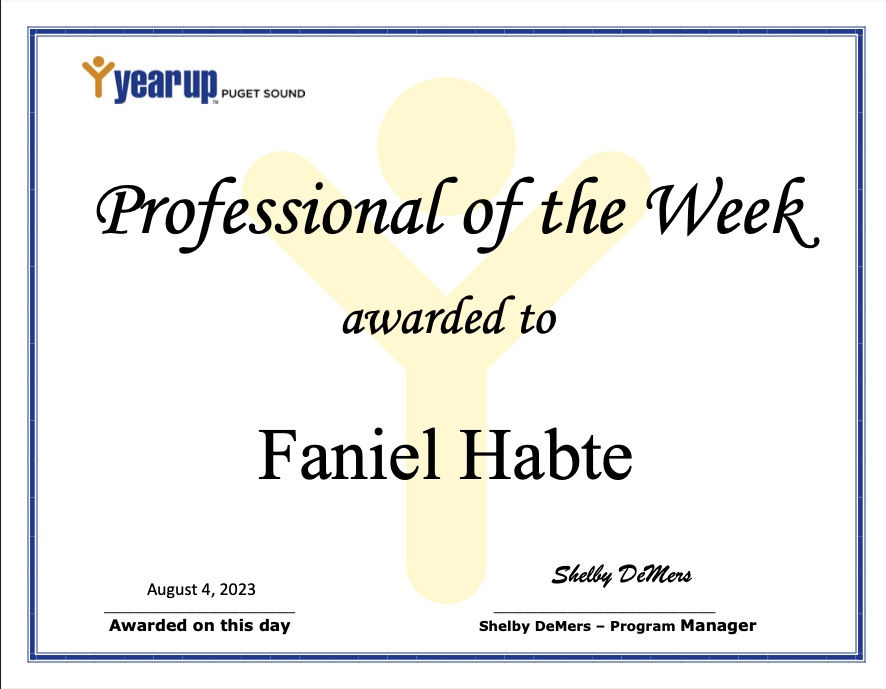 yearup™ PUGET SOUND
Professional of the Week
awarded to
Faniel Habte
Shelby DeMers
August 4, 2023
Awarded on this day
Shelby DeMers – Program Manager